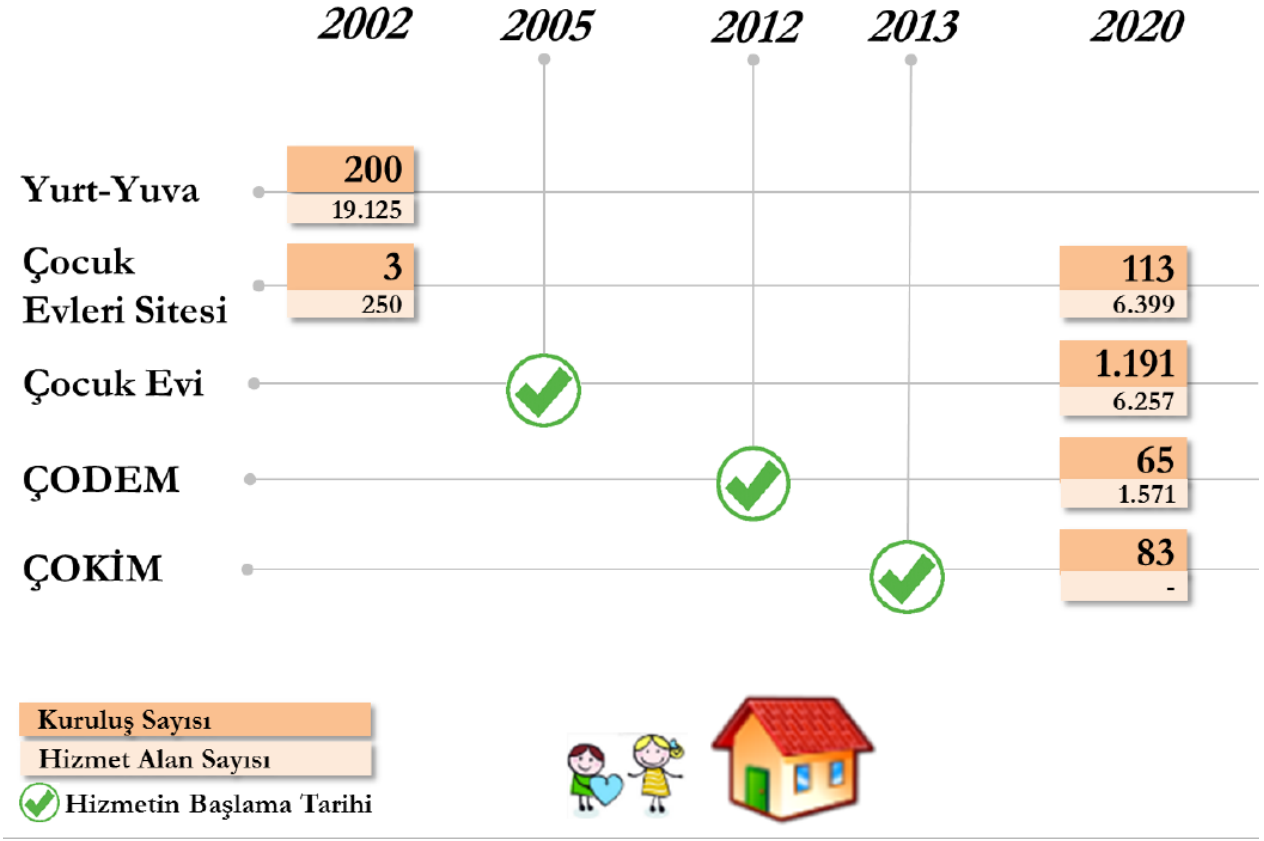 2002 2005 2012 2013 2020
Yurt-Yuva 200
19.125
Çocuk
Evleri Sitesi 3 113
250 6.399
Çocuk Evi 1.191
6.257
ÇODEM 65
1.571
ÇOKİM 83
-
Kuruluş Sayısı
Hizmet Alan Sayısı
Hizmetin Başlama Tarihi